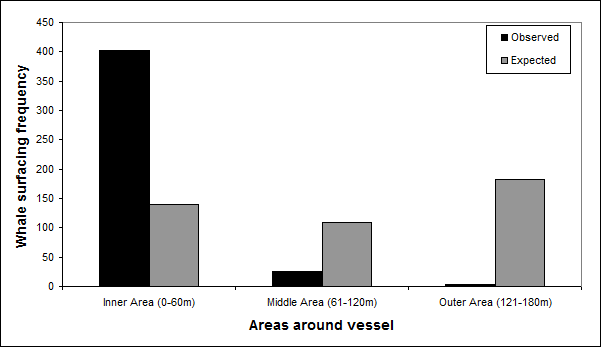 450
400
350
300
250
200
150
100
50
0
Whale surfacing frequency
Observed
Expected
Inner Area (0-60m)
Middle Area (61-120m)
Outer Area (121-180m)
Areas around vessel